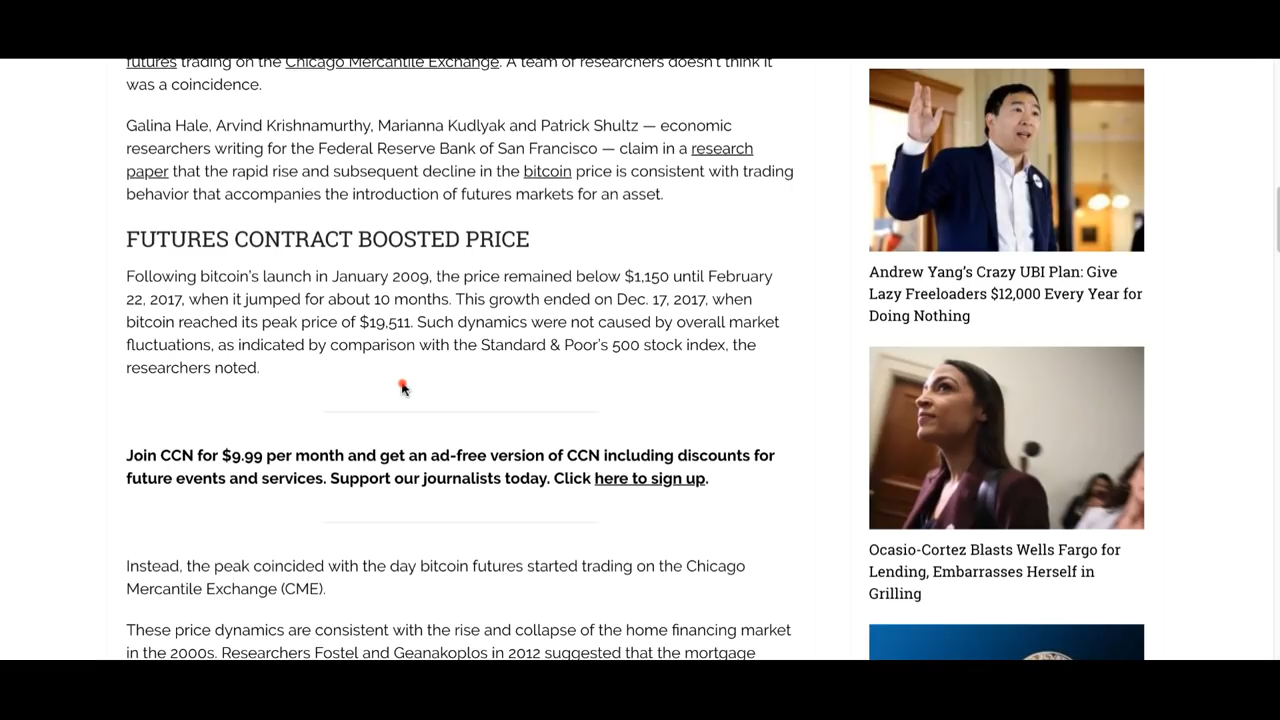 futures trading on the Chicago Mercantile Exchange. A team of researchers doesn't think it
was a coincidence.
Galina Hale, Arvind Krishnamurthy, Marianna Kudlyak and Patrick Shultz — economic
researchers writing for the Federal Reserve Bank of San Francisco — claim in a research
paper that the rapid rise and subsequent decline in the bitcoin price is consistent with trading
behavior that accompanies the introduction of futures markets for an asset.
FUTURES CONTRACT BOOSTED PRICE
Following bitcoin's launch in January 2009, the price remained below $1,150 until February
22, 2017, when it jumped for about 10 months. This growth ended on Dec. 17, 2017, when
bitcoin reached its peak price of $19,511. Such dynamics were not caused by overall market
fluctuations, as indicated by comparison with the Standard & Poor's 500 stock index, the
researchers noted.
Join CCN for $9.99 per month and get an ad-free version of CCN including discounts for
future events and services. Support our journalists today. Click here to sign up.
Instead, the peak coincided with the day bitcoin futures started trading on the Chicago
Mercantile Exchange (CME).
These price dynamics are consistent with the rise and collapse of the home financing market
in the 2000s. Researchers Fostel and Geanakoplos in 2012 suggested that the mortgage
Andrew Yang's Crazy UBI Plan: Give
Lazy Freeloaders $12,000 Every Year for
Doing Nothing
Ocasio-Cortez Blasts Wells Fargo for
Lending, Embarrasses Herself in
Grilling